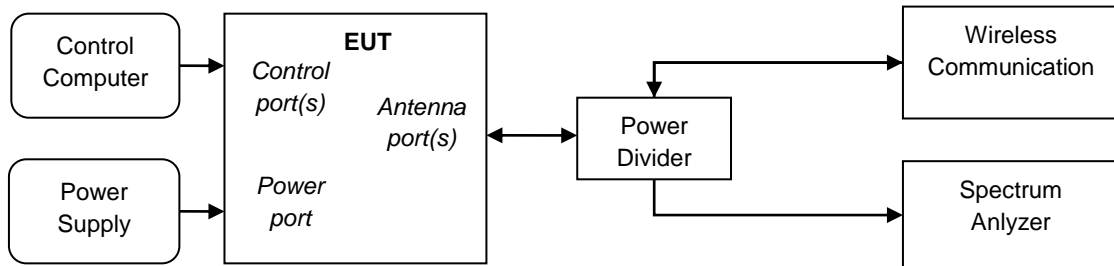 Control
Computer
Power
Supply
EUT
Control
port(s)
Antenna
port(s)
Power
port
Power
Divider
Wireless
Communication
Spectrum
Anlyzer